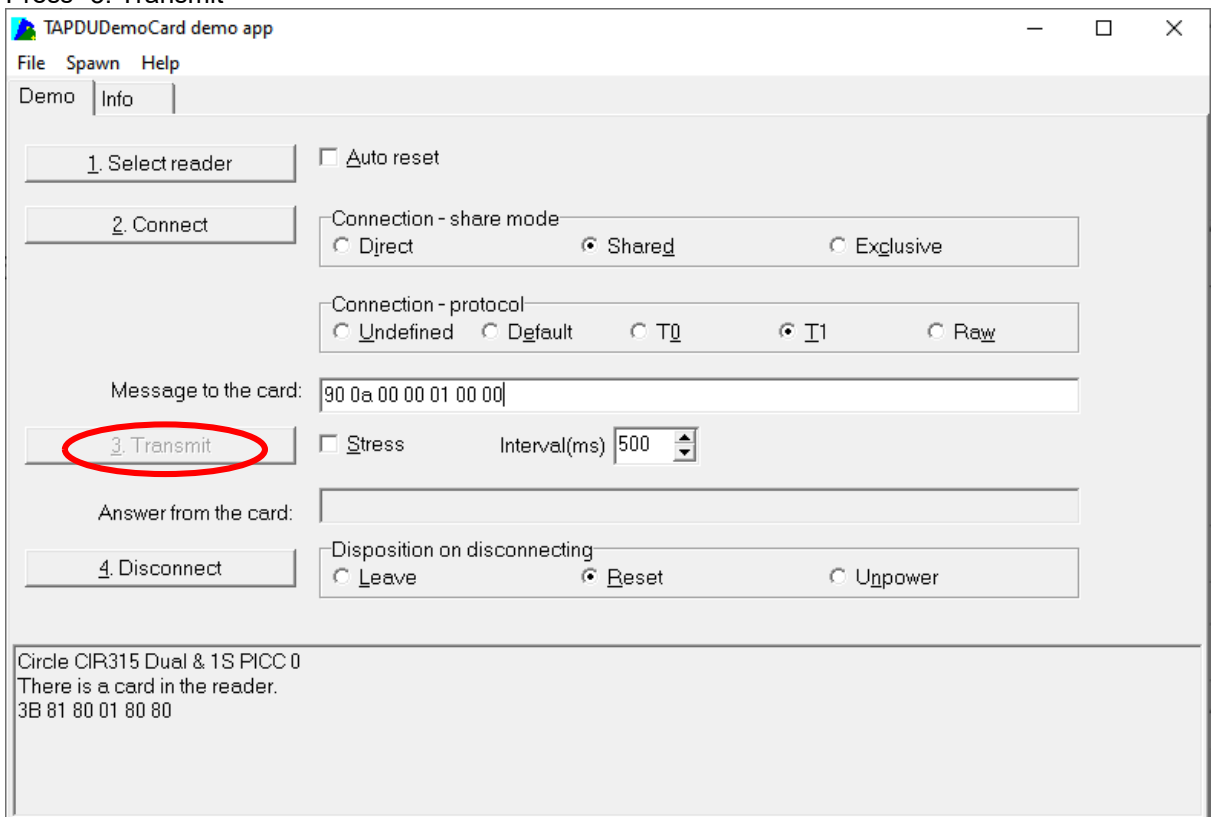 Press "3. Transmit"
TAPDUDemoCard demo app
File Spawn Help
Demo Info
1. Select reader Auto reset
2. Connect Connection - share mode
Direct Shared Exclusive
Connection - protocol
Undefined Default T0 T1 Raw
Message to the card: 90 0a 00 00 01 00 00
3. Transmit Stress Interval(ms) 500
Answer from the card:
4. Disconnect Disposition on disconnecting
Leave Reset Unpower
Circle CIR315 Dual & 1S PICC 0
There is a card in the reader.
3B 81 80 01 80 80